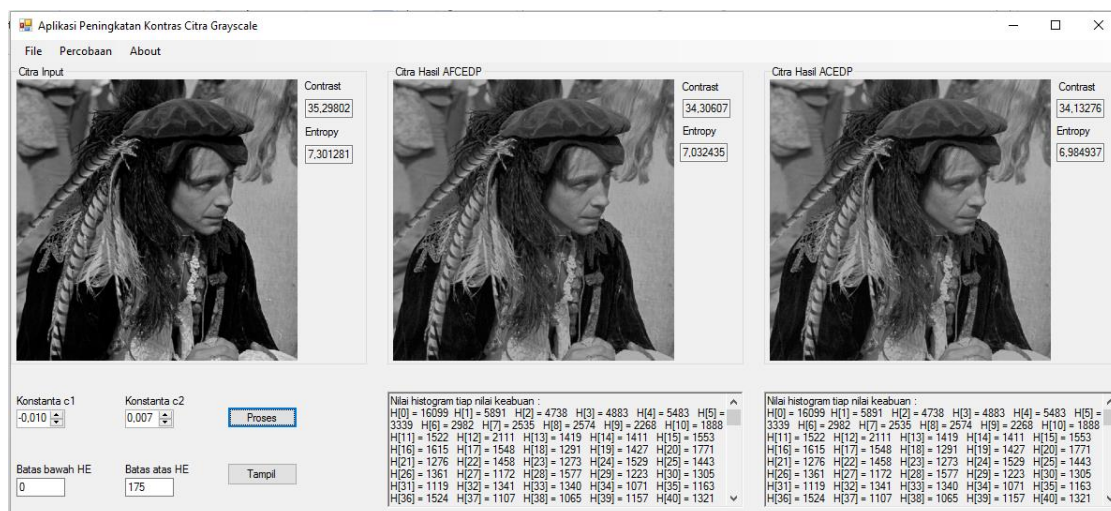 Aplikasi Peningkatan Kontras Citra Grayscale
File Percobaan About
Citra Input
Contrast
35,29802
Entropy
7,301281
Citra Hasil AFCEDP
Contrast
34,30607
Entropy
7,032435
Citra Hasil ACEDP
Contrast
34,13276
Entropy
6,984937
Konstanta c1
-0,010
Konstanta c2
0,007
Proses
Batas bawah HE
0
Batas atas HE
175
Tampil
Nilai histogram tiap nilai keabuan :
H[0] = 16099 H[1] = 5891 H[2] = 4738 H[3] = 4883 H[4] = 5483 H[5] =
3339 H[6] = 2982 H[7] = 2535 H[8] = 2574 H[9] = 2268 H[10] = 1888
H[11] = 1522 H[12] = 2111 H[13] = 1419 H[14] = 1411 H[15] = 1553
H[16] = 1615 H[17] = 1548 H[18] = 1291 H[19] = 1427 H[20] = 1771
H[21] = 1276 H[22] = 1458 H[23] = 1273 H[24] = 1529 H[25] = 1443
H[26] = 1361 H[27] = 1172 H[28] = 1577 H[29] = 1223 H[30] = 1305
H[31] = 1119 H[32] = 1341 H[33] = 1340 H[34] = 1071 H[35] = 1163
H[36] = 1524 H[37] = 1107 H[38] = 1065 H[39] = 1157 H[40] = 1321
Nilai histogram tiap nilai keabuan :
H[0] = 16099 H[1] = 5891 H[2] = 4738 H[3] = 4883 H[4] = 5483 H[5] =
3339 H[6] = 2982 H[7] = 2535 H[8] = 2574 H[9] = 2268 H[10] = 1888
H[11] = 1522 H[12] = 2111 H[13] = 1419 H[14] = 1411 H[15] = 1553
H[16] = 1615 H[17] = 1548 H[18] = 1291 H[19] = 1427 H[20] = 1771
H[21] = 1276 H[22] = 1458 H[23] = 1273 H[24] = 1529 H[25] = 1443
H[26] = 1361 H[27] = 1172 H[28] = 1577 H[29] = 1223 H[30] = 1305
H[31] = 1119 H[32] = 1341 H[33] = 1340 H[34] = 1071 H[35] = 1163
H[36] = 1524 H[37] = 1107 H[38] = 1065 H[39] = 1157 H[40] = 1321